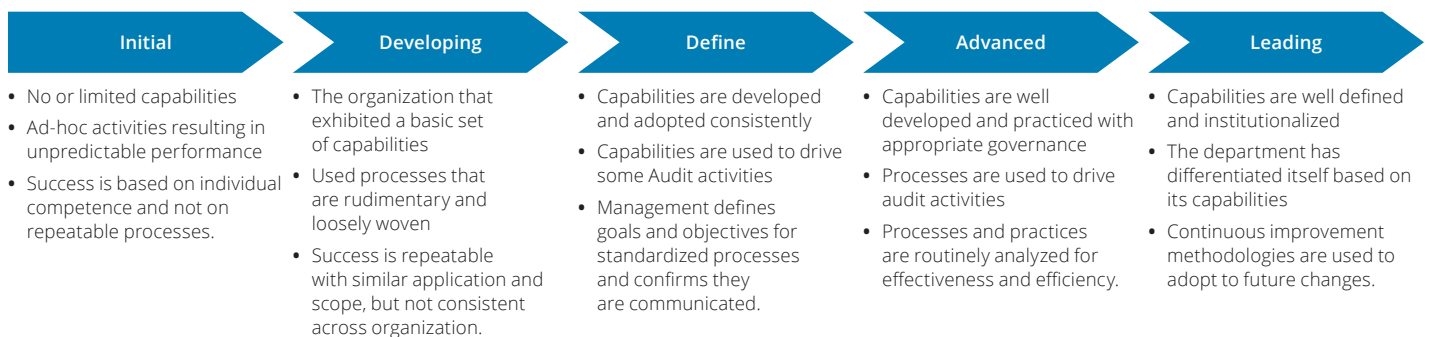 Initial
Developing
Define
Advanced
Leading
• No or limited capabilities
• Ad-hoc activities resulting in
unpredictable performance
• Success is based on individual
competence and not on
repeatable processes.
• The organization that
exhibited a basic set
of capabilities
• Used processes that
are rudimentary and
loosely woven
• Success is repeatable
with similar application and
scope, but not consistent
across organization.
• Capabilities are developed
and adopted consistently
• Capabilities are used to drive
some Audit activities
• Management defines
goals and objectives for
standardized processes
and confirms they
are communicated.
• Capabilities are well
developed and practiced with
appropriate governance
• Processes are used to drive
audit activities
• Processes and practices
are routinely analyzed for
effectiveness and efficiency.
• Capabilities are well defined
and institutionalized
• The department has
differentiated itself based on
its capabilities
• Continuous improvement
methodologies are used to
adopt to future changes.